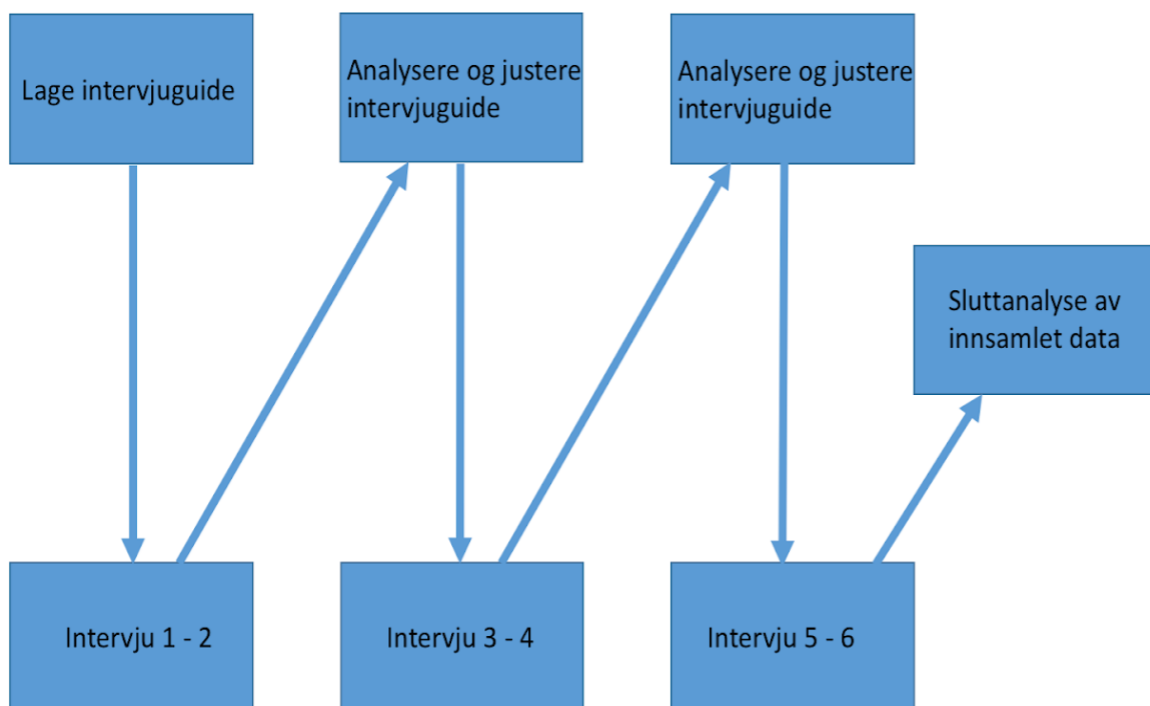 Lage intervjuguide
Analysere og justere
intervjuguide
Analysere og justere
intervjuguide
Sluttanalyse av
innsamlet data
Intervju 1 - 2
Intervju 3 - 4
Intervju 5 - 6